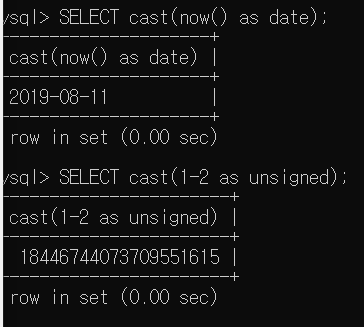 ysql> SELECT cast(now() as date);
---------------------+
cast(now() as date) |
---------------------+
2019-08-11          |
---------------------+
row in set (0.00 sec)
ysql> SELECT cast(1-2 as unsigned);
-----------------------+
cast(1-2 as unsigned) |
-----------------------+
18446744073709551615 |
-----------------------+
row in set (0.00 sec)